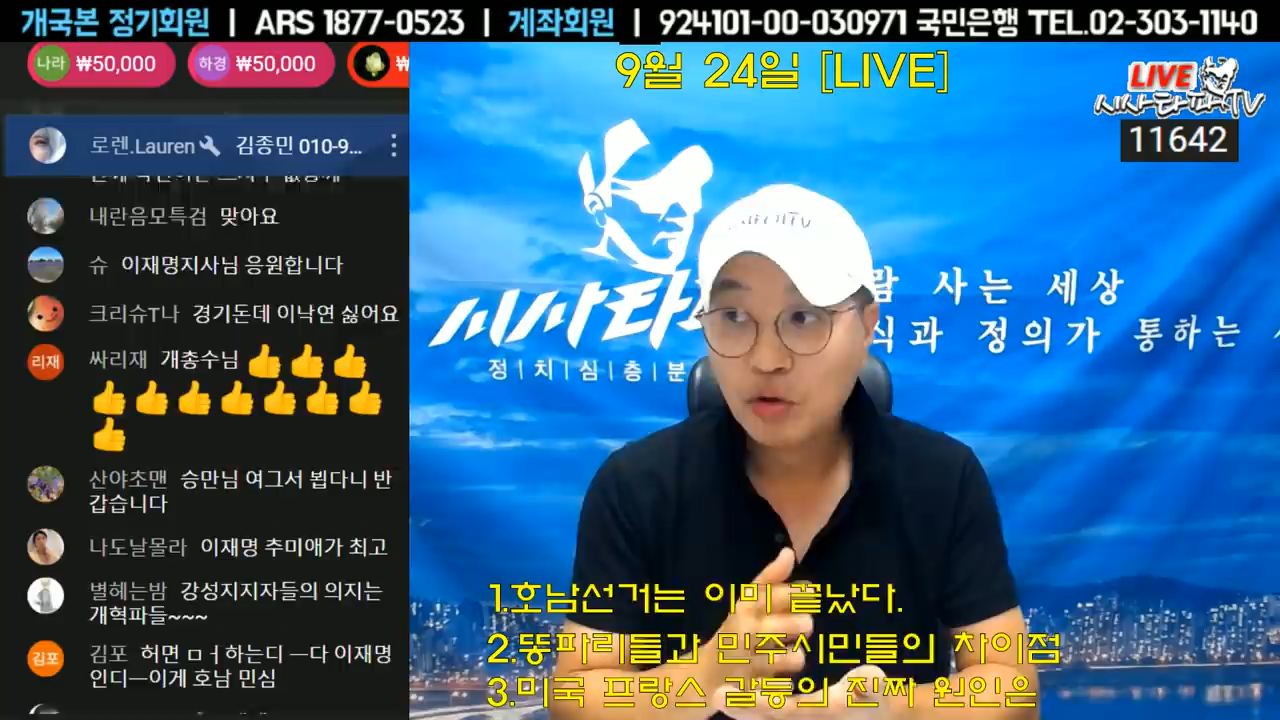 개국본 정기회원 | ARS 1877-0523 | 계좌회원 | 924101-00-030971 국민은행 TEL.02-303-1140
나라 ₩50,000 하경 ₩50,000 ₩
9월 24일 [LIVE]
LIVE
시사타파TV
11642
로렌.Lauren 김종민 010-9...
내란음모특검 맞아요
슈 이재명지사님 응원합니다
크리슈T나 경기돈데 이낙연 싫어요
리재 싸리재 개총수님 👍👍👍
👍👍👍👍👍👍👍
👍
산야초맨 승만님 여그서 뵙다니 반
갑습니다
나도날몰라 이재명 추미애가 최고
별헤는밤 강성지지자들의 의지는
개혁파들~~~
김포 김포 허면 ㅁㅓ하는디 ㅡ다 이재명
인디ㅡ이게 호남 민심
시사타
정|치|심|층|분
람 사는 세상
식과 정의가 통하는
1.호남선거는 이미 끝났다.
2.똥파리들과 민주시민들의 차이점
3.미국 프랑스 갈등의 진짜 원인은